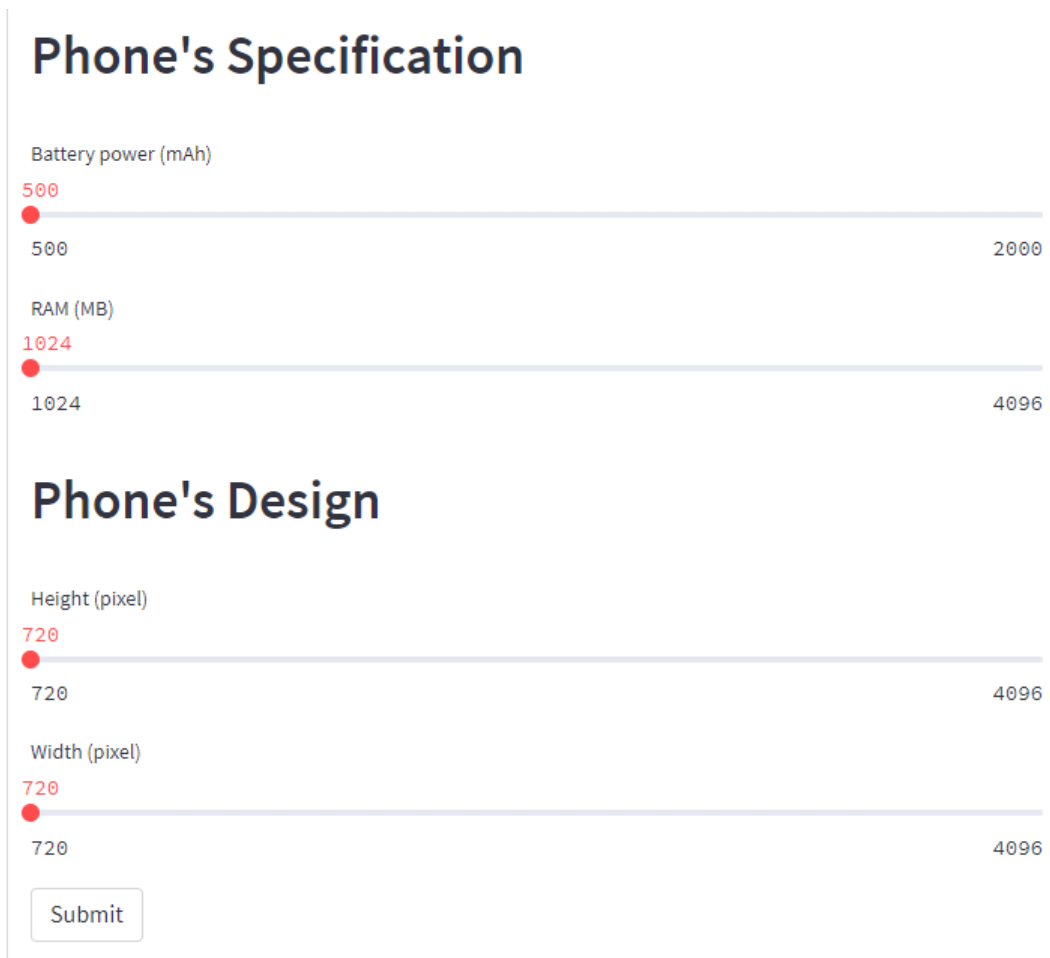 Phone's Specification
Battery power (mAh)
500
500 2000
RAM (MB)
1024
1024 4096
Phone's Design
Height (pixel)
720
720 4096
Width (pixel)
720
720 4096
Submit